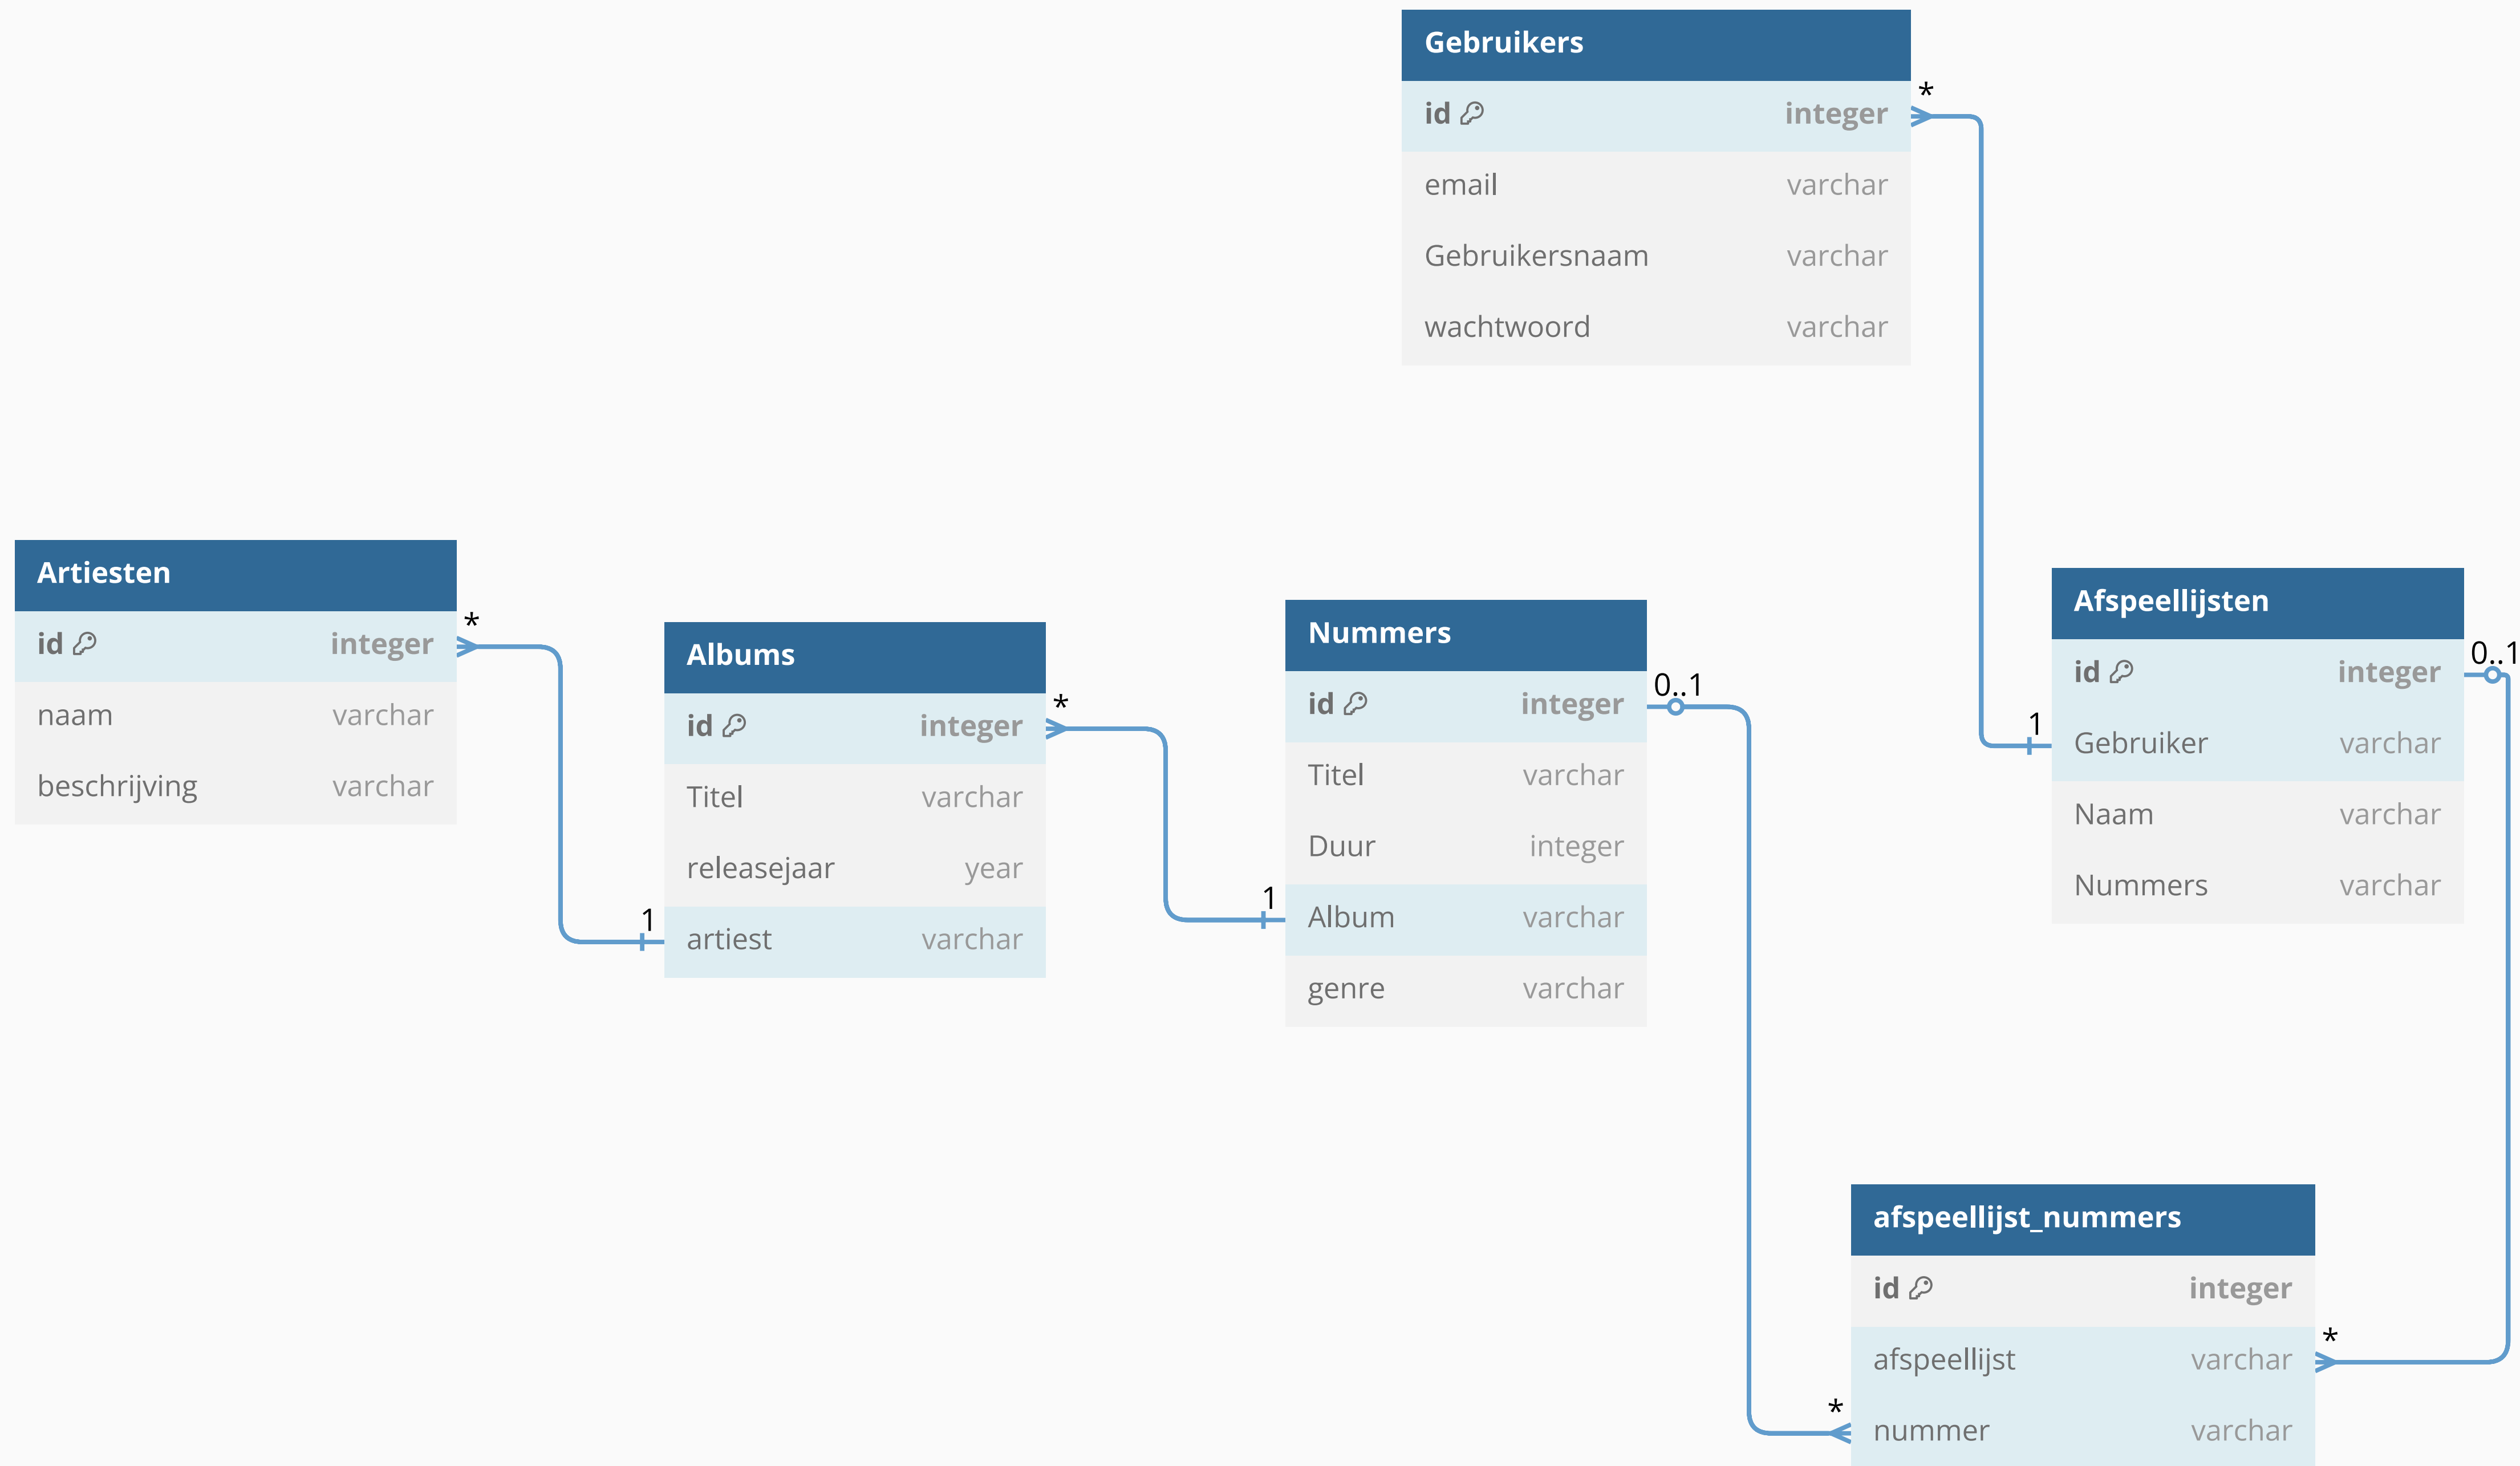 Gebruikers
id integer
email varchar
Gebruikersnaam varchar
wachtwoord varchar
*
1
Artiesten
id integer
naam varchar
beschrijving varchar
*
1
Albums
id integer
Titel varchar
releasejaar year
artiest varchar
*
1
Nummers
id integer
Titel varchar
Duur integer
Album varchar
genre varchar
0..1
*
Afspeellijsten
id integer
Gebruiker varchar
Naam varchar
Nummers varchar
0..1
*
afspeellijst_nummers
id integer
afspeellijst varchar
nummer varchar